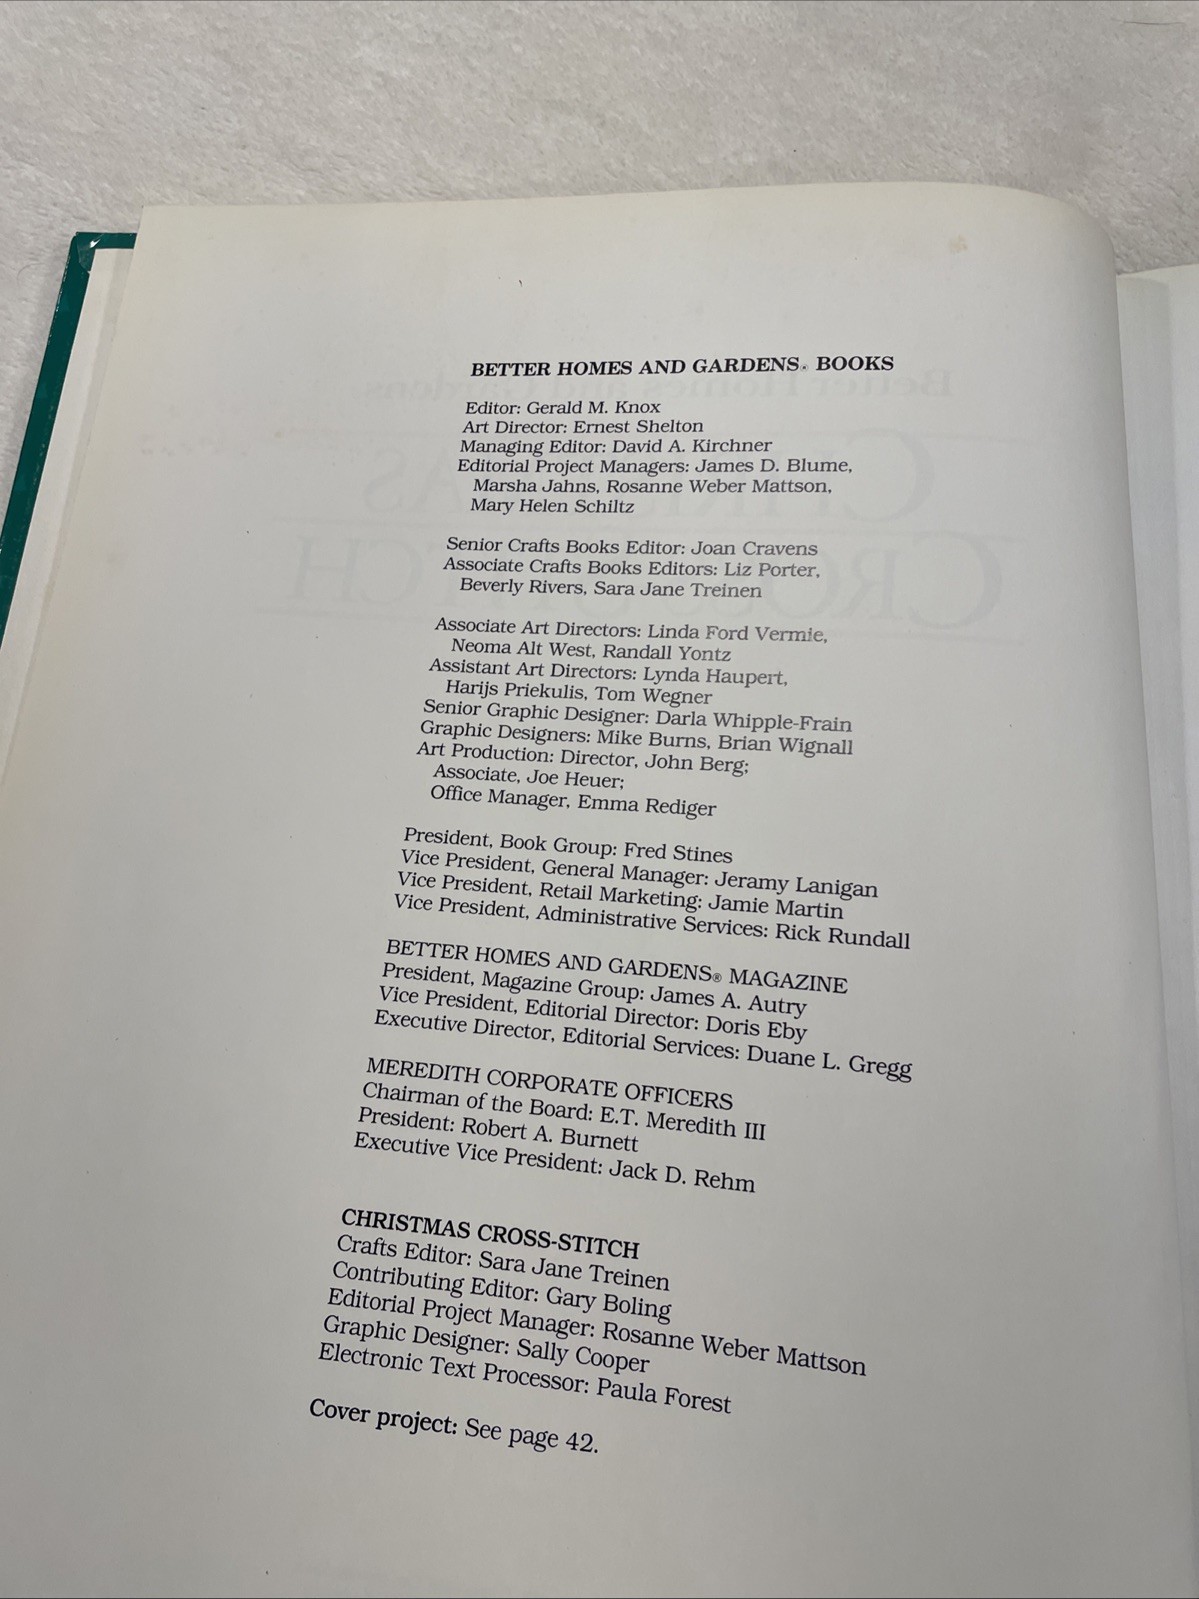 BETTER HOMES AND GARDENS® BOOKS
Editor: Gerald M. Knox
Art Director: Ernest Shelton
Managing Editor: David A. Kirchner
Editorial Project Managers: James D. Blume,
Marsha Jahns, Rosanne Weber Mattson,
Mary Helen Schiltz
Senior Crafts Books Editor: Joan Cravens
Associate Crafts Books Editors: Liz Porter,
Beverly Rivers, Sara Jane Treinen
Associate Art Directors: Linda Ford Vermie,
Neoma Alt West, Randall Yontz
Assistant Art Directors: Lynda Haupert,
Harijs Priekulis, Tom Wegner
Senior Graphic Designer: Darla Whipple-Frain
Graphic Designers: Mike Burns, Brian Wignall
Art Production: Director, John Berg;
Associate, Joe Heuer;
Office Manager, Emma Rediger
President, Book Group: Fred Stines
Vice President, General Manager: Jeramy Lanigan
Vice President, Retail Marketing: Jamie Martin
Vice President, Administrative Services: Rick Rundall
BETTER HOMES AND GARDENS® MAGAZINE
President, Magazine Group: James A. Autry
Vice President, Editorial Director: Doris Eby
Executive Director, Editorial Services: Duane L. Gregg
MEREDITH CORPORATE OFFICERS
Chairman of the Board: E.T. Meredith III
President: Robert A. Burnett
Executive Vice President: Jack D. Rehm
CHRISTMAS CROSS-STITCH
Crafts Editor: Sara Jane Treinen
Contributing Editor: Gary Boling
Editorial Project Manager: Rosanne Weber Mattson
Graphic Designer: Sally Cooper
Electronic Text Processor: Paula Forest
Cover project: See page 42.